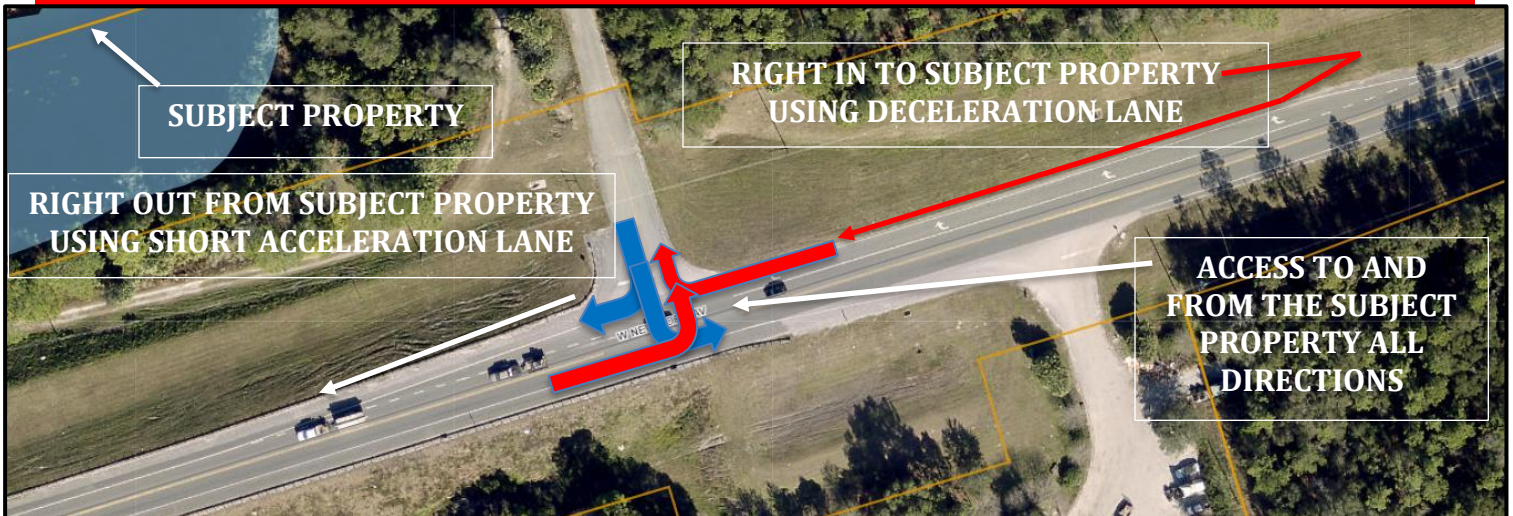 RIGHT IN TO SUBJECT PROPERTY
USING DECELERATION LANE
SUBJECT PROPERTY
RIGHT OUT FROM SUBJECT PROPERTY
USING SHORT ACCELERATION LANE
ACCESS TO AND
FROM THE SUBJECT
PROPERTY ALL
DIRECTIONS